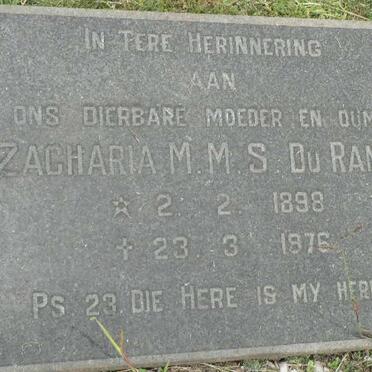 IN TERE HERINNERING
AAN
ONS DIERBARE MOEDER EN OUM
ZACHARIA M. M. S. DU RAN
☆ 2. 2. 1898
✝ 23. 3. 1976
PS 23. DIE HERE IS MY HER